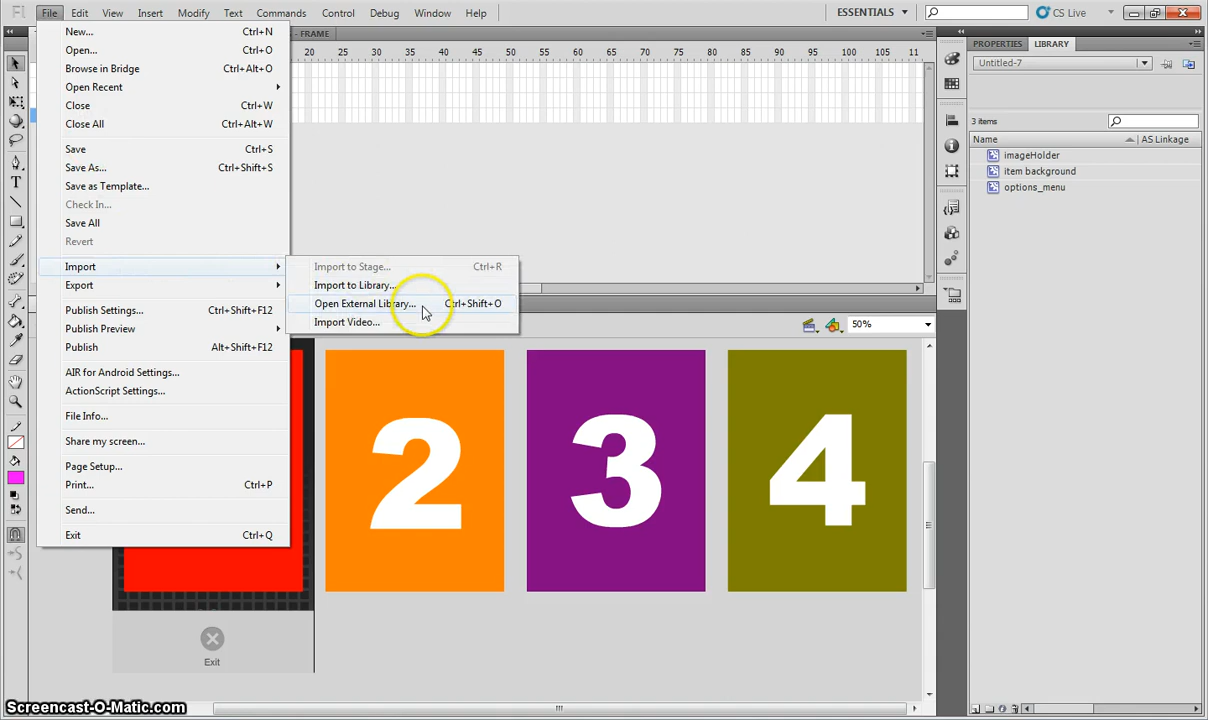 Fl File Edit View Insert Modify Text Commands Control Debug Window Help ESSENTIALS CS Live
- FRAME
20 25 30 35 40 45 50 55 60 65 70 75 80 85 90 95 100 105 11
New... Ctrl+N
Open... Ctrl+O
Browse in Bridge Ctrl+Alt+O
Open Recent
Close Ctrl+W
Close All Ctrl+Alt+W
Save Ctrl+S
Save As... Ctrl+Shift+S
Save as Template...
Check In...
Save All
Revert
Import
Export
Publish Settings... Ctrl+Shift+F12
Publish Preview
Publish Alt+Shift+F12
AIR for Android Settings...
ActionScript Settings...
File Info...
Share my screen...
Page Setup...
Print... Ctrl+P
Send...
Exit Ctrl+Q
Import to Stage... Ctrl+R
Import to Library...
Open External Library... Ctrl+Shift+O
Import Video...
50%
2 3 4
Exit
PROPERTIES LIBRARY
Untitled-7
3 items
Name AS Linkage
imageHolder
item background
options_menu
Screencast-O-Matic.com